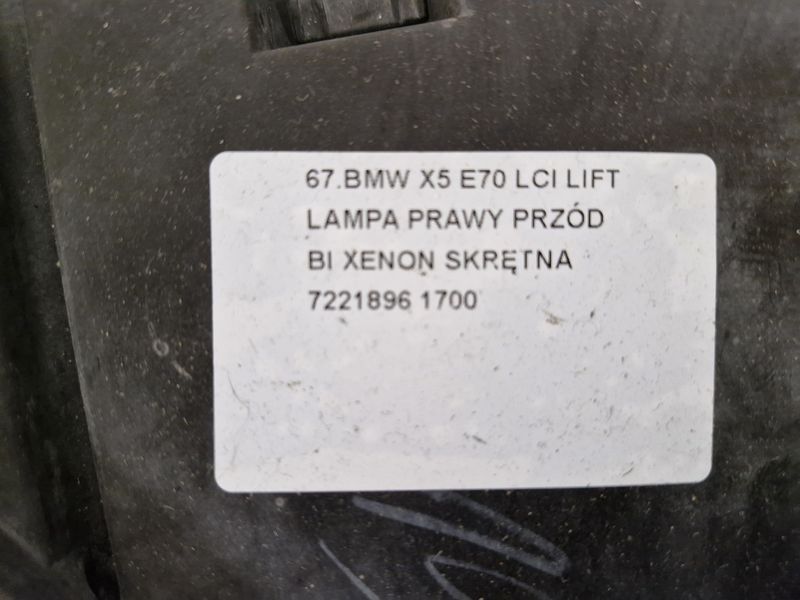 67.BMW X5 E70 LCI LIFT
LAMPA PRAWY PRZÓD
BI XENON SKRĘTNA
7221896 1700